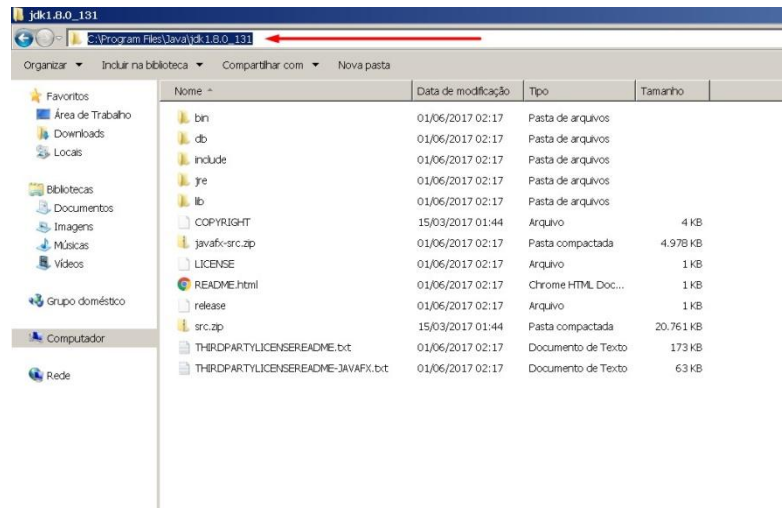 jdk1.8.0_131
C:\Program Files\Java\jdk1.8.0_131
Organizar Incluir na biblioteca Compartilhar com Nova pasta
Favoritos
Área de Trabalho
Downloads
Locais
Bibliotecas
Documentos
Imagens
Músicas
Vídeos
Grupo doméstico
Computador
Rede
Nome Data de modificação Tipo Tamanho
bin 01/06/2017 02:17 Pasta de arquivos
db 01/06/2017 02:17 Pasta de arquivos
include 01/06/2017 02:17 Pasta de arquivos
jre 01/06/2017 02:17 Pasta de arquivos
lib 01/06/2017 02:17 Pasta de arquivos
COPYRIGHT 15/03/2017 01:44 Arquivo 4 KB
javafx-src.zip 01/06/2017 02:17 Pasta compactada 4.978 KB
LICENSE 01/06/2017 02:17 Arquivo 1 KB
README.html 01/06/2017 02:17 Chrome HTML Doc... 1 KB
release 01/06/2017 02:17 Arquivo 1 KB
src.zip 15/03/2017 01:44 Pasta compactada 20.761 KB
THIRDPARTYLICENSEREADME.txt 01/06/2017 02:17 Documento de Texto 173 KB
THIRDPARTYLICENSEREADME-JAVAFX.txt 01/06/2017 02:17 Documento de Texto 63 KB